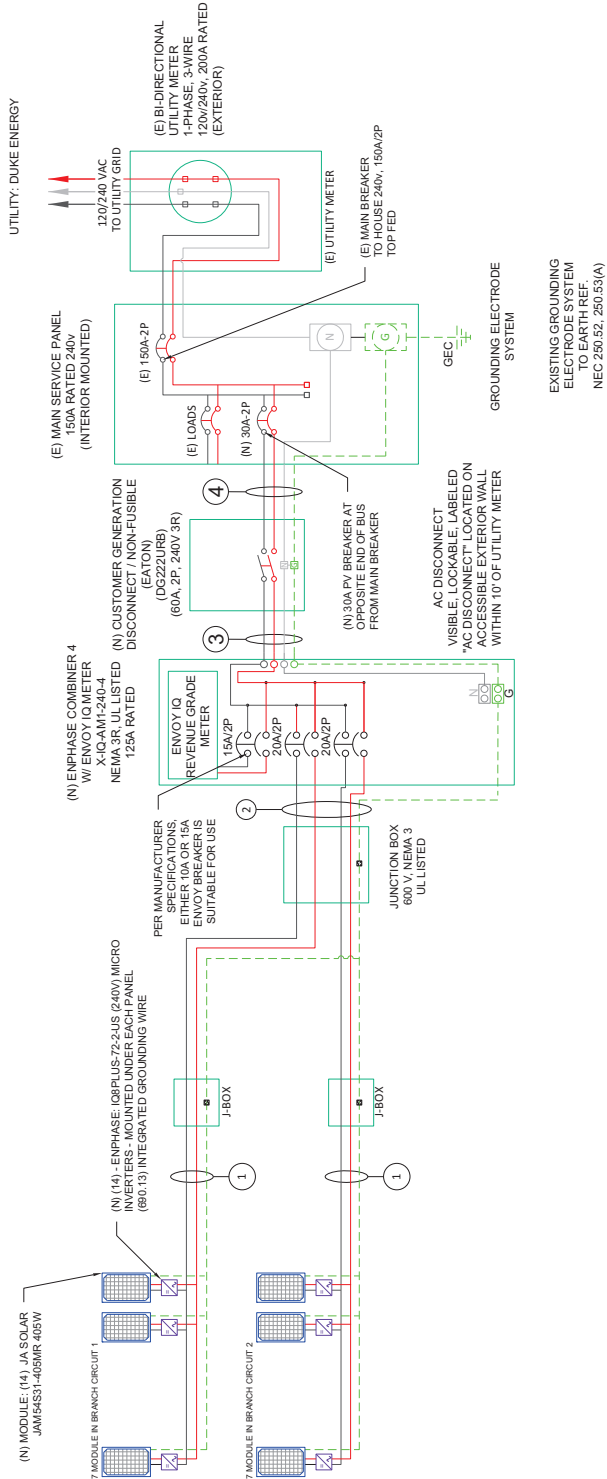 (N) MODULE: (14) JA SOLAR
JAM54S31-405MR 405W
7 MODULE IN BRANCH CIRCUIT 1
7 MODULE IN BRANCH CIRCUIT 2
(N) (14) - ENPHASE: IQ8PLUS-72-2-US (240V) MICRO
INVERTERS - MOUNTED UNDER EACH PANEL
(690.13) INTEGRATED GROUNDING WIRE
1
1
J-BOX
J-BOX
JUNCTION BOX
600 V, NEMA 3
UL LISTED
2
PER MANUFACTURER
SPECIFICATIONS,
EITHER 10A OR 15A
ENVOY BREAKER IS
SUITABLE FOR USE
(N) ENPHASE COMBINER 4
W/ ENVOY IQ METER
X-IQ-AM1-240-4
NEMA 3R, UL LISTED
125A RATED
ENVOY IQ
REVENUE GRADE
METER
15A/2P
20A/2P
20A/2P
N
G
3
(N) CUSTOMER GENERATION
DISCONNECT / NON-FUSIBLE
(EATON)
(DG222URB)
(60A, 2P, 240V 3R)
AC DISCONNECT
VISIBLE, LOCKABLE, LABELED
"AC DISCONNECT" LOCATED ON
ACCESSIBLE EXTERIOR WALL
WITHIN 10' OF UTILITY METER
4
(N) 30A PV BREAKER AT
OPPOSITE END OF BUS
FROM MAIN BREAKER
(E) MAIN SERVICE PANEL
150A RATED 240v
(INTERIOR MOUNTED)
(E) 150A-2P
(E) LOADS
(N) 30A-2P
N
G
GEC
GROUNDING ELECTRODE
SYSTEM
EXISTING GROUNDING
ELECTRODE SYSTEM
TO EARTH REF.
NEC 250.52, 250.53(A)
(E) MAIN BREAKER
TO HOUSE 240v, 150A/2P
TOP FED
(E) UTILITY METER
UTILITY: DUKE ENERGY
120/240 VAC
TO UTILITY GRID
(E) BI-DIRECTIONAL
UTILITY METER
1-PHASE, 3-WIRE
120v/240v, 200A RATED
(EXTERIOR)